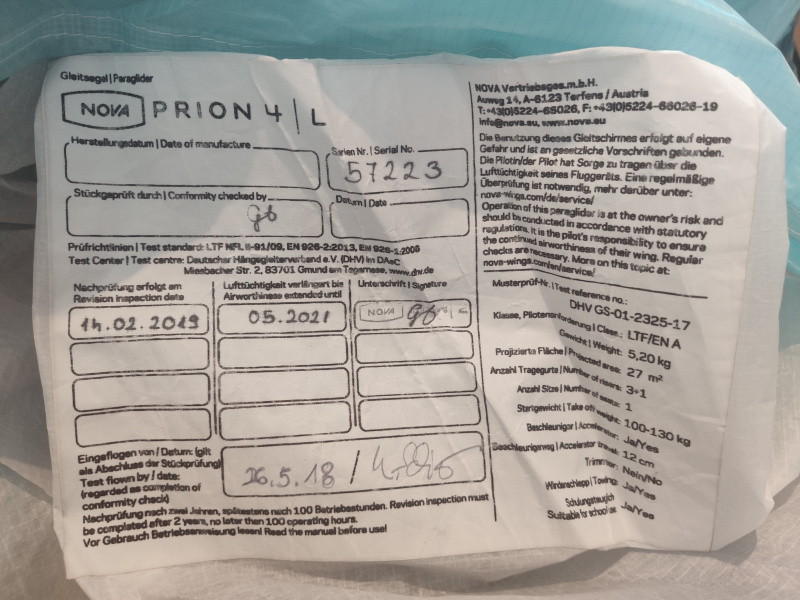 Gleitsegel | Paraglider
NOVA PRION 4 | L
Herstellungsdatum | Date of manufacture
Serien Nr. | Serial No.
57223
Stückgeprüft durch | Conformity checked by
Datum | Date
Prüfrichtlinien | Test standard: LTF NFL II-91/09, EN 926-2:2013, EN 926-1:2006
Test Center | Test centre: Deutscher Hängegleiterverband e.V. (DHV) im DAeC
Miesbacher Str. 2, 83701 Gmund am Tegernsee, www.dhv.de
Nachprüfung erfolgt am
Revision inspection date
Lufttüchtigkeit verlängert bis
Airworthiness extended until
Unterschrift | Signature
14.02.2019
05.2021
NOVA
Eingeflogen von / Datum: (gilt
als Abschluss der Stückprüfung)
Test flown by / date:
(regarded as completion of
conformity check)
26.5.18 /
Nachprüfung nach zwei Jahren, spätestens nach 100 Betriebsstunden. Revision inspection must
be completed after 2 years, no later than 100 operating hours.
Vor Gebrauch Betriebsanweisung lesen! Read the manual before use!
NOVA Vertriebsges.m.b.H.
Auweg 14, A-6123 Terfens / Austria
T: +43(0)5224-66026, F: +43(0)5224-66026-19
info@nova.eu, www.nova.eu
Die Benutzung dieses Gleitschirmes erfolgt auf eigene
Gefahr und ist an gesetzliche Vorschriften gebunden.
Die Pilotin/der Pilot hat Sorge zu tragen über die
Lufttüchtigkeit seines Fluggeräts. Eine regelmäßige
Überprüfung ist notwendig, mehr darüber unter:
nova-wings.com/de/service/
Operation of this paraglider is at the owner's risk and
should be conducted in accordance with statutory
regulations. It is the pilot's responsibility to ensure
the continued airworthiness of their wing. Regular
checks are necessary. More on this topic at:
nova-wings.com/en/service/
Musterprüf-Nr. | Test reference no.:
DHV GS-01-2325-17
Klasse, Pilotenanforderung | Class.: LTF/EN A
Gewicht | Weight: 5,20 kg
Projizierte Fläche | Projected area: 27 m²
Anzahl Tragegurte | Number of risers: 3+1
Anzahl Sitze | Number of seats: 1
Startgewicht | Take off weight: 100-130 kg
Beschleuniger | Accelerator: Ja/Yes
Beschleunigerweg | Accelerator travel: 12 cm
Trimmer: Nein/No
Windenschlepp | Towing: Ja/Yes
Schulungstauglich
Suitable for school use Ja/Yes